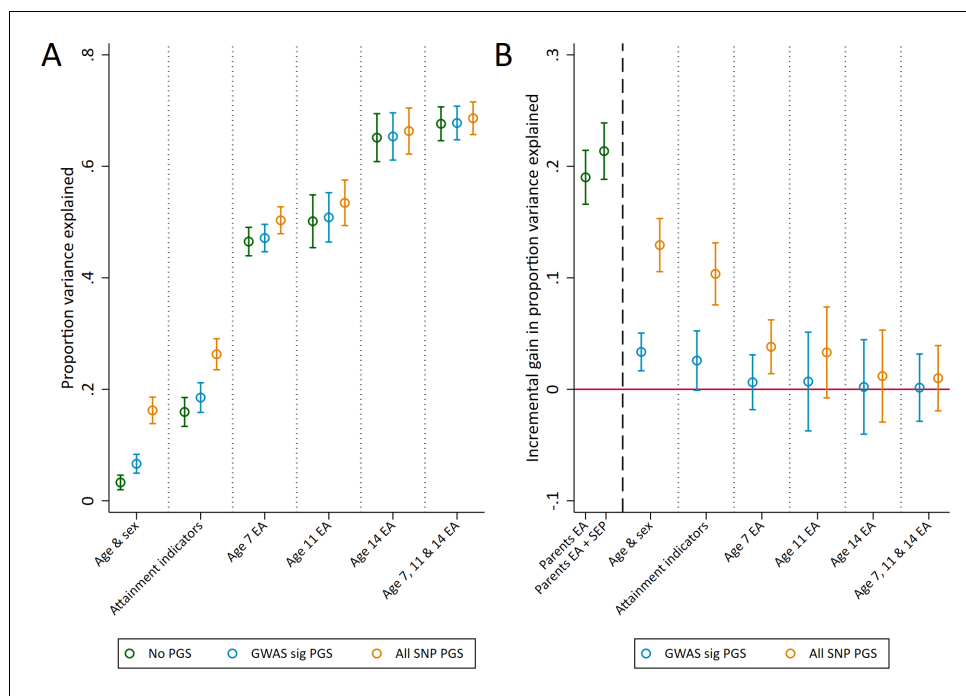 A
Proportion variance explained
.8
.6
.4
.2
0
Age & sex
Attainment indicators
Age 7 EA
Age 11 EA
Age 14 EA
Age 7, 11 & 14 EA
No PGS
GWAS sig PGS
All SNP PGS
B
Incremental gain in proportion variance explained
.3
.2
.1
0
-.1
Parents EA
Parents EA + SEP
Age & sex
Attainment indicators
Age 7 EA
Age 11 EA
Age 14 EA
Age 7, 11 & 14 EA
GWAS sig PGS
All SNP PGS